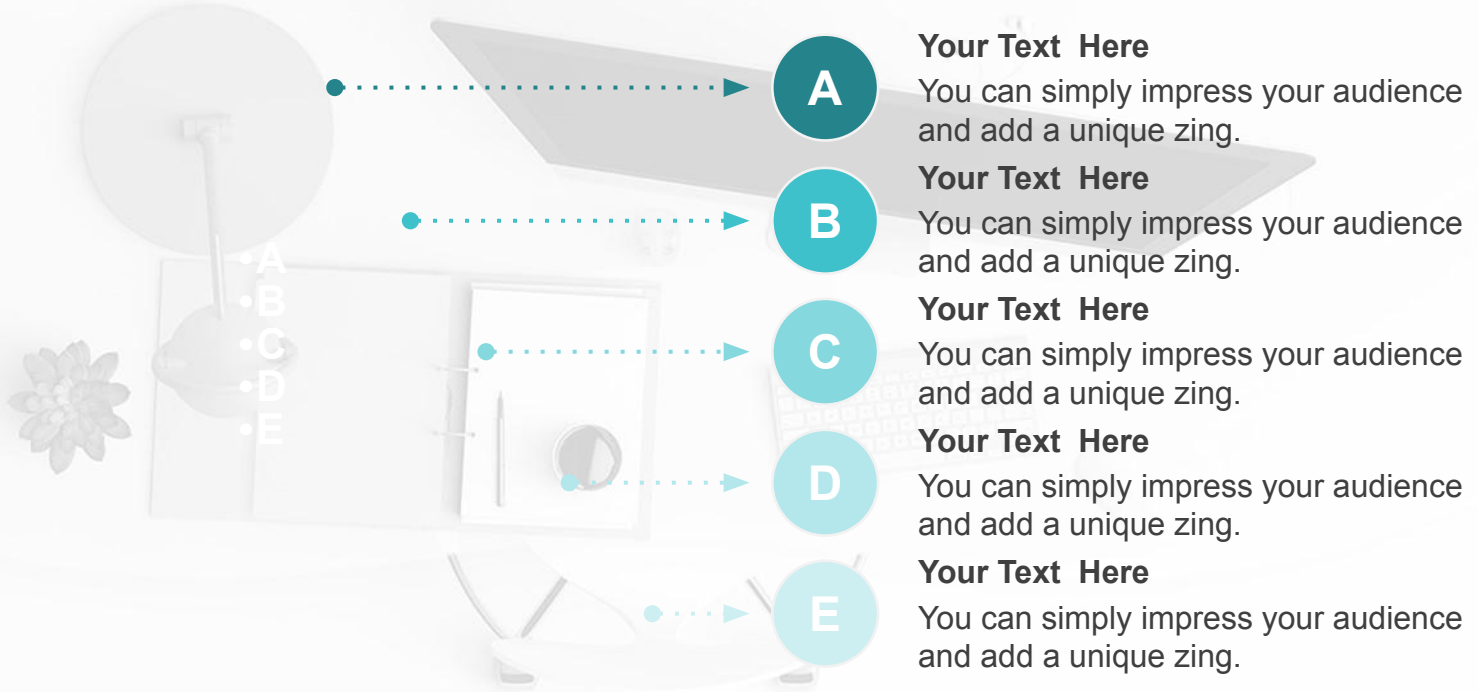 •A
•B
•C
•D
•E
A
Your Text  Here
You can simply impress your audience
and add a unique zing.
B
Your Text  Here
You can simply impress your audience
and add a unique zing.
C
Your Text  Here
You can simply impress your audience
and add a unique zing.
D
Your Text  Here
You can simply impress your audience
and add a unique zing.
E
Your Text  Here
You can simply impress your audience
and add a unique zing.